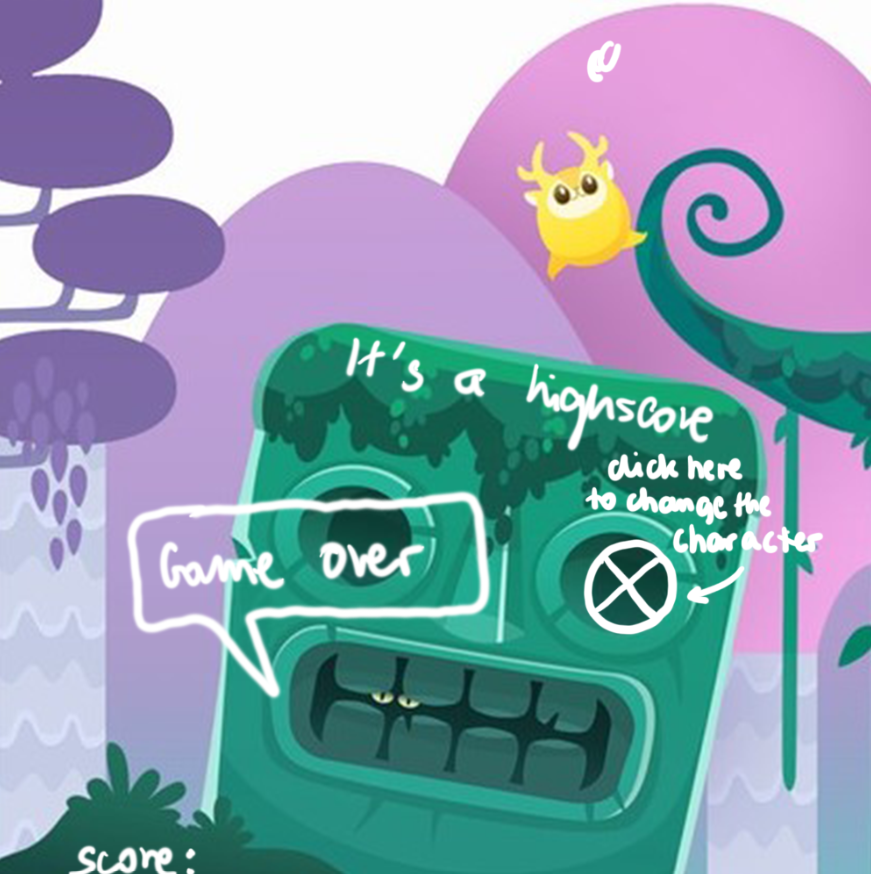 It's a highscore
click here
to change the
character
Game over
score: